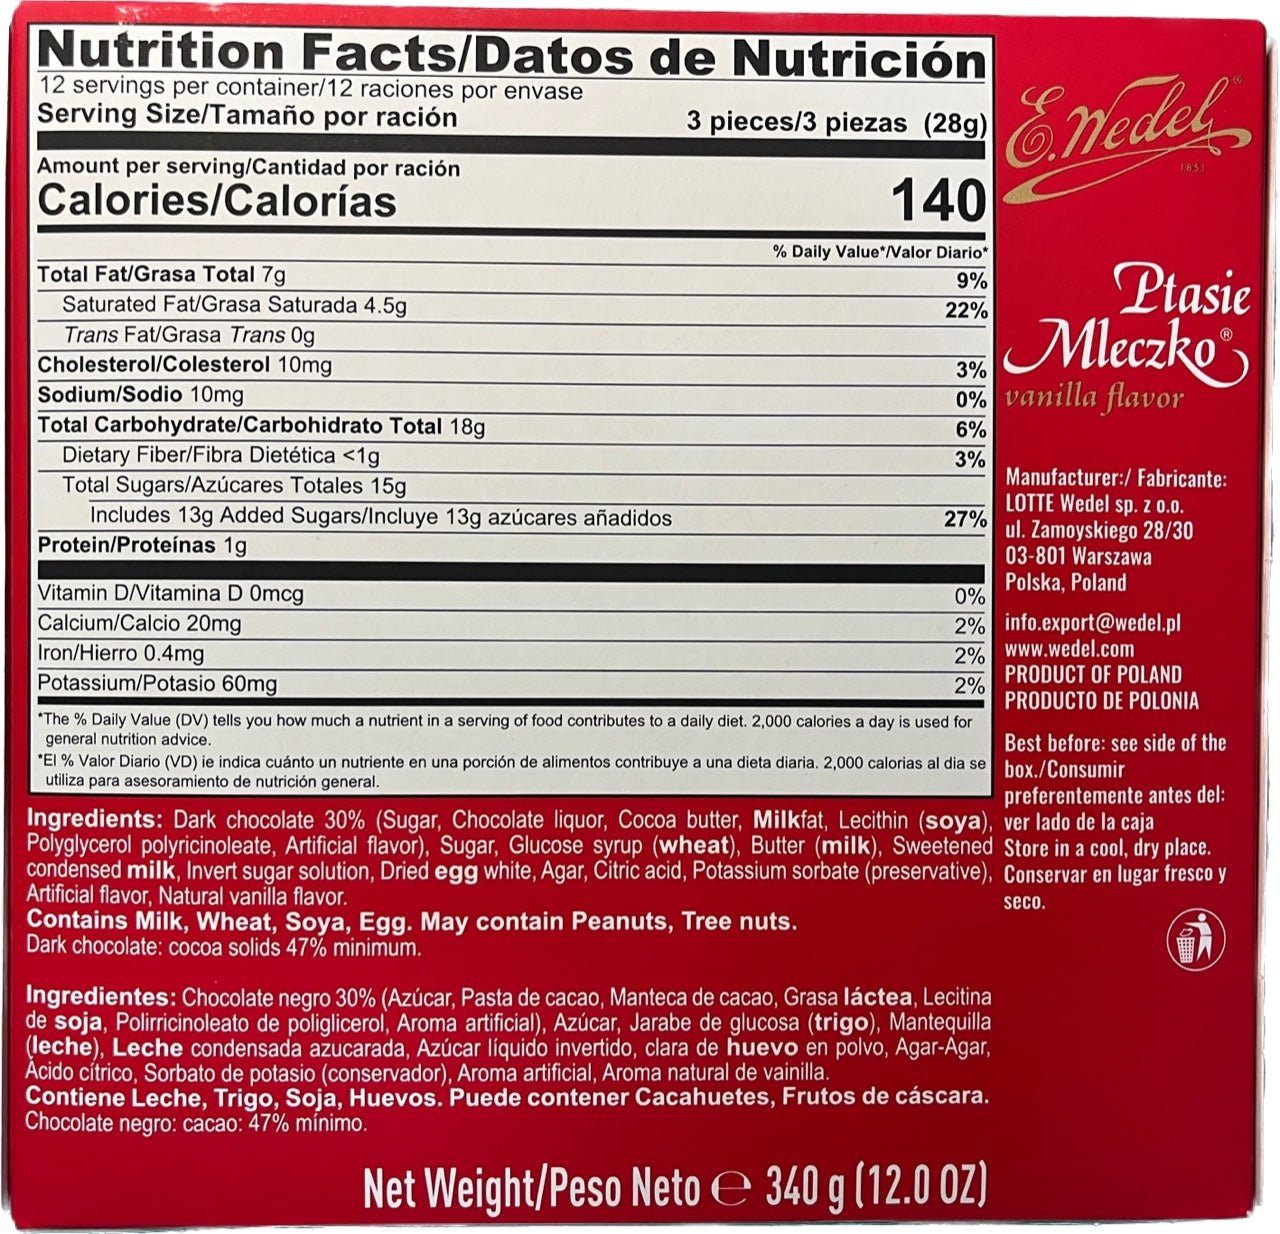 Nutrition Facts/Datos de Nutrición
12 servings per container/12 raciones por envase
Serving Size/Tamaño por ración 3 pieces/3 piezas (28g)
Amount per serving/Cantidad por ración
Calories/Calorías 140
% Daily Value*/Valor Diario*
Total Fat/Grasa Total 7g 9%
Saturated Fat/Grasa Saturada 4.5g 22%
Trans Fat/Grasa Trans 0g
Cholesterol/Colesterol 10mg 3%
Sodium/Sodio 10mg 0%
Total Carbohydrate/Carbohidrato Total 18g 6%
Dietary Fiber/Fibra Dietética <1g 3%
Total Sugars/Azúcares Totales 15g
Includes 13g Added Sugars/Incluye 13g azúcares añadidos 27%
Protein/Proteínas 1g
Vitamin D/Vitamina D 0mcg 0%
Calcium/Calcio 20mg 2%
Iron/Hierro 0.4mg 2%
Potassium/Potasio 60mg 2%
*The % Daily Value (DV) tells you how much a nutrient in a serving of food contributes to a daily diet. 2,000 calories a day is used for
general nutrition advice.
*El % Valor Diario (VD) ie indica cuánto un nutriente en una porción de alimentos contribuye a una dieta diaria. 2,000 calorias al dia se
utiliza para asesoramiento de nutrición general.
Ingredients: Dark chocolate 30% (Sugar, Chocolate liquor, Cocoa butter, Milkfat, Lecithin (soya),
Polyglycerol polyricinoleate, Artificial flavor), Sugar, Glucose syrup (wheat), Butter (milk), Sweetened
condensed milk, Invert sugar solution, Dried egg white, Agar, Citric acid, Potassium sorbate (preservative),
Artificial flavor, Natural vanilla flavor.
Contains Milk, Wheat, Soya, Egg. May contain Peanuts, Tree nuts.
Dark chocolate: cocoa solids 47% minimum.
Ingredientes: Chocolate negro 30% (Azúcar, Pasta de cacao, Manteca de cacao, Grasa láctea, Lecitina
de soja, Polirricinoleato de poliglicerol, Aroma artificial), Azúcar, Jarabe de glucosa (trigo), Mantequilla
(leche), Leche condensada azucarada, Azúcar líquido invertido, clara de huevo en polvo, Agar-Agar,
Ácido cítrico, Sorbato de potasio (conservador), Aroma artificial, Aroma natural de vainilla.
Contiene Leche, Trigo, Soja, Huevos. Puede contener Cacahuetes, Frutos de cáscara.
Chocolate negro: cacao: 47% mínimo.
Net Weight/Peso Neto ℮ 340 g (12.0 OZ)
E. Wedel®
1851
Ptasie
Mleczko®
vanilla flavor
Manufacturer:/ Fabricante:
LOTTE Wedel sp. z o.o.
ul. Zamoyskiego 28/30
03-801 Warszawa
Polska, Poland
info.export@wedel.pl
www.wedel.com
PRODUCT OF POLAND
PRODUCTO DE POLONIA
Best before: see side of the
box./Consumir
preferentemente antes del:
ver lado de la caja
Store in a cool, dry place.
Conservar en lugar fresco y
seco.